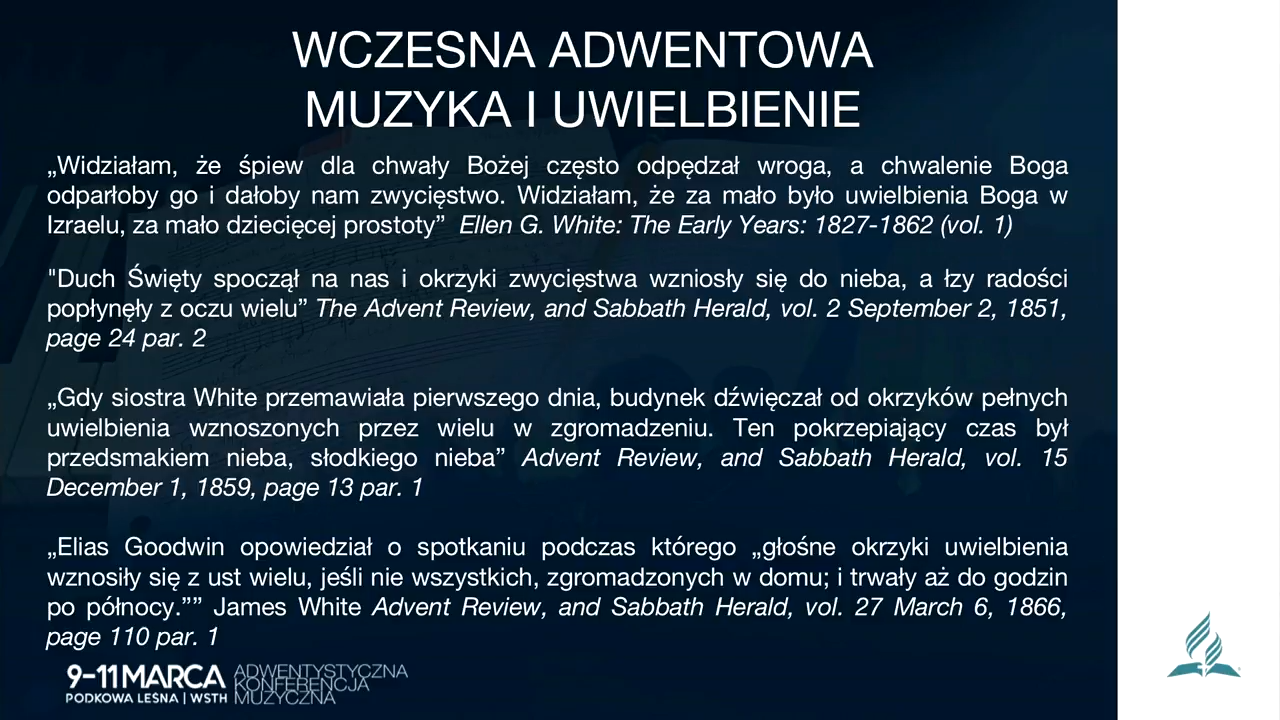 WCZESNA ADWENTOWA
MUZYKA I UWIELBIENIE
„Widziałam, że śpiew dla chwały Bożej często odpędzał wroga, a chwalenie Boga
odparłoby go i dałoby nam zwycięstwo. Widziałam, że za mało było uwielbienia Boga w
Izraelu, za mało dziecięcej prostoty” Ellen G. White: The Early Years: 1827-1862 (vol. 1)
"Duch Święty spoczął na nas i okrzyki zwycięstwa wzniosły się do nieba, a łzy radości
popłynęły z oczu wielu” The Advent Review, and Sabbath Herald, vol. 2 September 2, 1851,
page 24 par. 2
„Gdy siostra White przemawiała pierwszego dnia, budynek dźwięczał od okrzyków pełnych
uwielbienia wznoszonych przez wielu w zgromadzeniu. Ten pokrzepiający czas był
przedsmakiem nieba, słodkiego nieba” Advent Review, and Sabbath Herald, vol. 15
December 1, 1859, page 13 par. 1
„Elias Goodwin opowiedział o spotkaniu podczas którego „głośne okrzyki uwielbienia
wznosiły się z ust wielu, jeśli nie wszystkich, zgromadzonych w domu; i trwały aż do godzin
po północy.”” James White Advent Review, and Sabbath Herald, vol. 27 March 6, 1866,
page 110 par. 1
9-11 MARCA
PODKOWA LEŚNA | WSTH
ADWENTYSTYCZNA
KONFERENCJA
MUZYCZNA